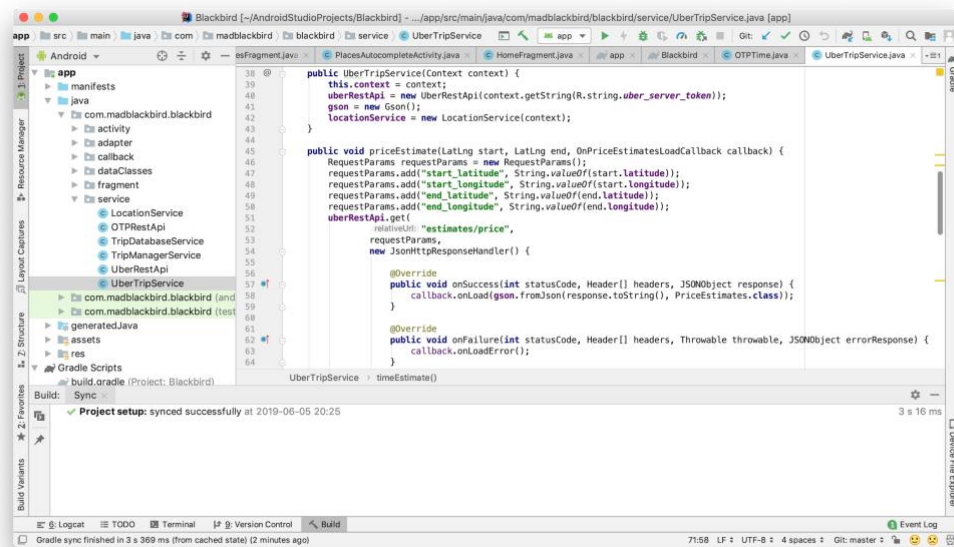 Blackbird [~/AndroidStudioProjects/Blackbird] - .../app/src/main/java/com/madblackbird/blackbird/service/UberTripService.java [app]
app src main java com madblackbird blackbird service UberTripService app Git:
Android
esFragment.java PlacesAutocompleteActivity.java HomeFragment.java app Blackbird OTPTime.java UberTripService.java
1: Project
Resource Manager
Layout Captures
Z: Structure
2: Favorites
Build Variants
Gradle
Device File Explorer
app
manifests
java
com.madblackbird.blackbird
activity
adapter
callback
dataClasses
fragment
service
LocationService
OTPRestApi
TripDatabaseService
TripManagerService
UberRestApi
UberTripService
com.madblackbird.blackbird (and
com.madblackbird.blackbird (test
generatedJava
assets
res
Gradle Scripts
build.gradle (Project: Blackbird)
38 @ public UberTripService(Context context) {
39 this.context = context;
40 uberRestApi = new UberRestApi(context.getString(R.string.uber_server_token));
41 gson = new Gson();
42 locationService = new LocationService(context);
43 }
44
45 public void priceEstimate(LatLng start, LatLng end, OnPriceEstimatesLoadCallback callback) {
46 RequestParams requestParams = new RequestParams();
47 requestParams.add("start_latitude", String.valueOf(start.latitude));
48 requestParams.add("start_longitude", String.valueOf(start.longitude));
49 requestParams.add("end_latitude", String.valueOf(end.latitude));
50 requestParams.add("end_longitude", String.valueOf(end.longitude));
51 uberRestApi.get(
52 relativeUrl: "estimates/price",
53 requestParams,
54 new JsonHttpResponseHandler() {
55
56 @Override
57 public void onSuccess(int statusCode, Header[] headers, JSONObject response) {
58 callback.onLoad(gson.fromJson(response.toString(), PriceEstimates.class));
59 }
60
61 @Override
62 public void onFailure(int statusCode, Header[] headers, Throwable throwable, JSONObject errorResponse) {
63 callback.onLoadError();
64 }
UberTripService › timeEstimate()
Build: Sync
Project setup: synced successfully at 2019-06-05 20:25 3 s 16 ms
6: Logcat TODO Terminal 9: Version Control Build Event Log
Gradle sync finished in 3 s 369 ms (from cached state) (2 minutes ago) 71:58 LF UTF-8 4 spaces Git: master